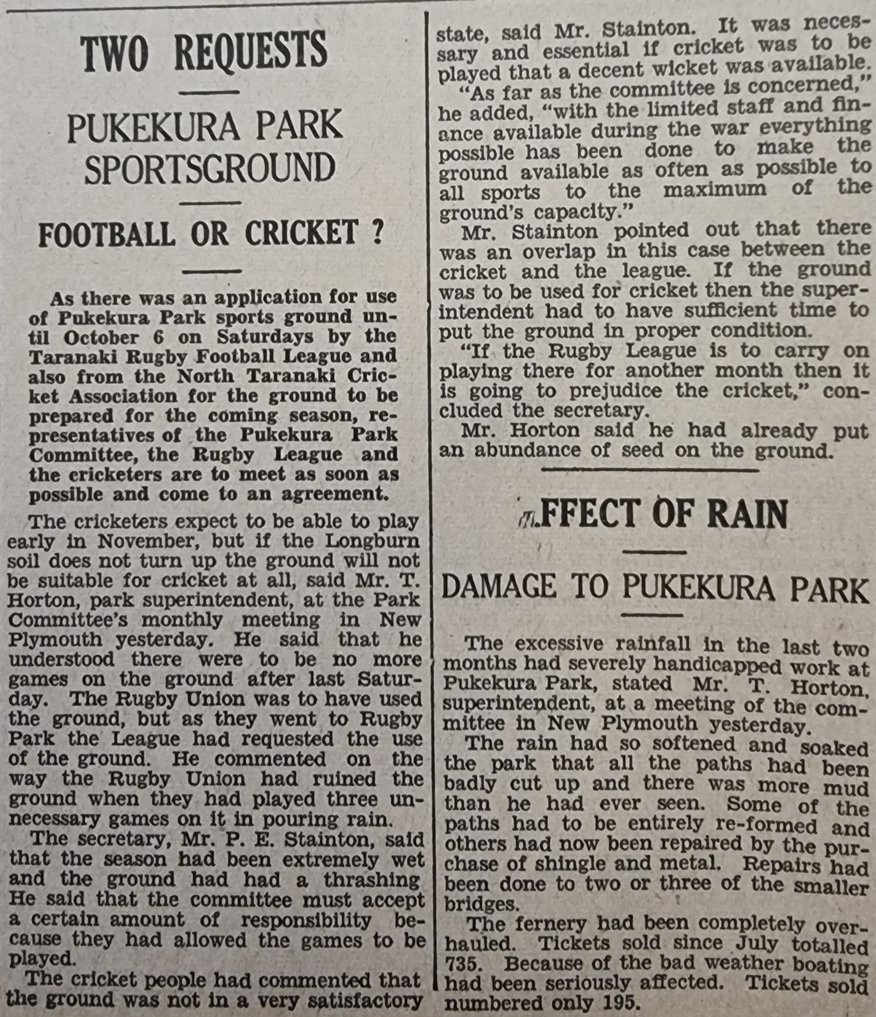 TWO REQUESTS
PUKEKURA PARK
SPORTSGROUND
FOOTBALL OR CRICKET ?
As there was an application for use
of Pukekura Park sports ground un-
til October 6 on Saturdays by the
Taranaki Rugby Football League and
also from the North Taranaki Cric-
ket Association for the ground to be
prepared for the coming season, re-
presentatives of the Pukekura Park
Committee, the Rugby League and
the cricketers are to meet as soon as
possible and come to an agreement.
The cricketers expect to be able to play
early in November, but if the Longburn
soil does not turn up the ground will not
be suitable for cricket at all, said Mr. T.
Horton, park superintendent, at the Park
Committee's monthly meeting in New
Plymouth yesterday. He said that he
understood there were to be no more
games on the ground after last Satur-
day. The Rugby Union was to have used
the ground, but as they went to Rugby
Park the League had requested the use
of the ground. He commented on the
way the Rugby Union had ruined the
ground when they had played three un-
necessary games on it in pouring rain.
The secretary, Mr. P. E. Stainton, said
that the season had been extremely wet
and the ground had had a thrashing
He said that the committee must accept
a certain amount of responsibility be-
cause they had allowed the games to be
played.
The cricket people had commented that
the ground was not in a very satisfactory
state, said Mr. Stainton. It was neces-
sary and essential if cricket was to be
played that a decent wicket was available.
"As far as the committee is concerned,"
he added, "with the limited staff and fin-
ance available during the war everything
possible has been done to make the
ground available as often as possible to
all sports to the maximum of the
ground's capacity."
Mr. Stainton pointed out that there
was an overlap in this case between the
cricket and the league. If the ground
was to be used for cricket then the super-
intendent had to have sufficient time to
put the ground in proper condition.
"If the Rugby League is to carry on
playing there for another month then it
is going to prejudice the cricket," con-
cluded the secretary.
Mr. Horton said he had already put
an abundance of seed on the ground.
FFECT OF RAIN
DAMAGE TO PUKEKURA PARK
The excessive rainfall in the last two
months had severely handicapped work at
Pukekura Park, stated Mr. T. Horton,
superintendent, at a meeting of the com-
mittee in New Plymouth yesterday.
The rain had so softened and soaked
the park that all the paths had been
badly cut up and there was more mud
than he had ever seen. Some of the
paths had to be entirely re-formed and
others had now been repaired by the pur-
chase of shingle and metal. Repairs had
been done to two or three of the smaller
bridges.
The fernery had been completely over-
hauled. Tickets sold since July totalled
735. Because of the bad weather boating
had been seriously affected. Tickets sold
numbered only 195.